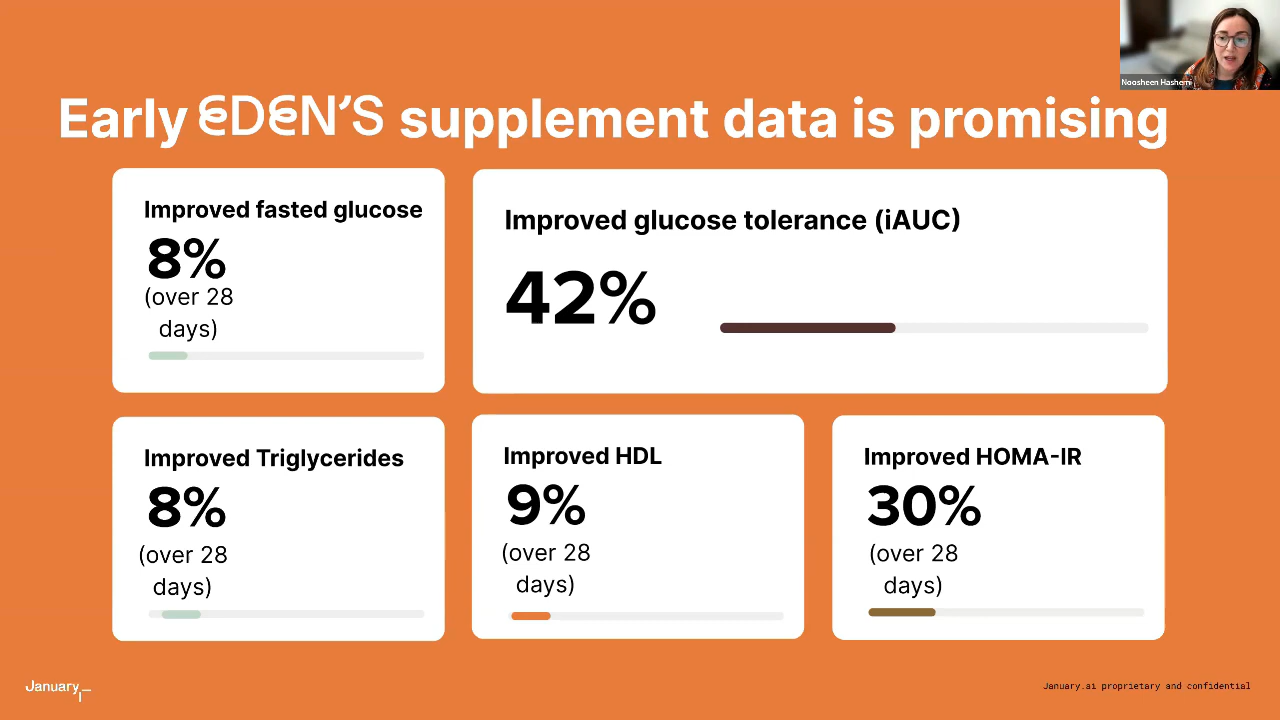 Noosheen Hashemi
Early EDEN'S supplement data is promising
Improved fasted glucose
8%
(over 28
days)
Improved glucose tolerance (iAUC)
42%
Improved Triglycerides
8%
(over 28
days)
Improved HDL
9%
(over 28
days)
Improved HOMA-IR
30%
(over 28
days)
January
January.ai proprietary and confidential